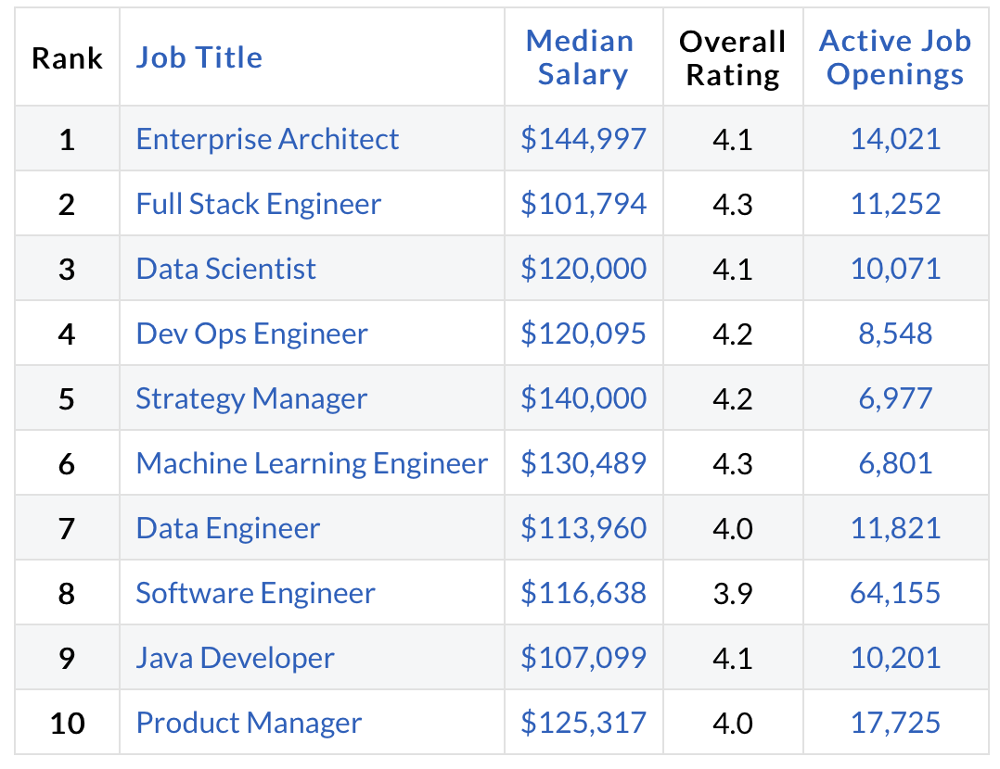 Rank Job Title Median Salary Overall Rating Active Job Openings
1 Enterprise Architect $144,997 4.1 14,021
2 Full Stack Engineer $101,794 4.3 11,252
3 Data Scientist $120,000 4.1 10,071
4 Dev Ops Engineer $120,095 4.2 8,548
5 Strategy Manager $140,000 4.2 6,977
6 Machine Learning Engineer $130,489 4.3 6,801
7 Data Engineer $113,960 4.0 11,821
8 Software Engineer $116,638 3.9 64,155
9 Java Developer $107,099 4.1 10,201
10 Product Manager $125,317 4.0 17,725